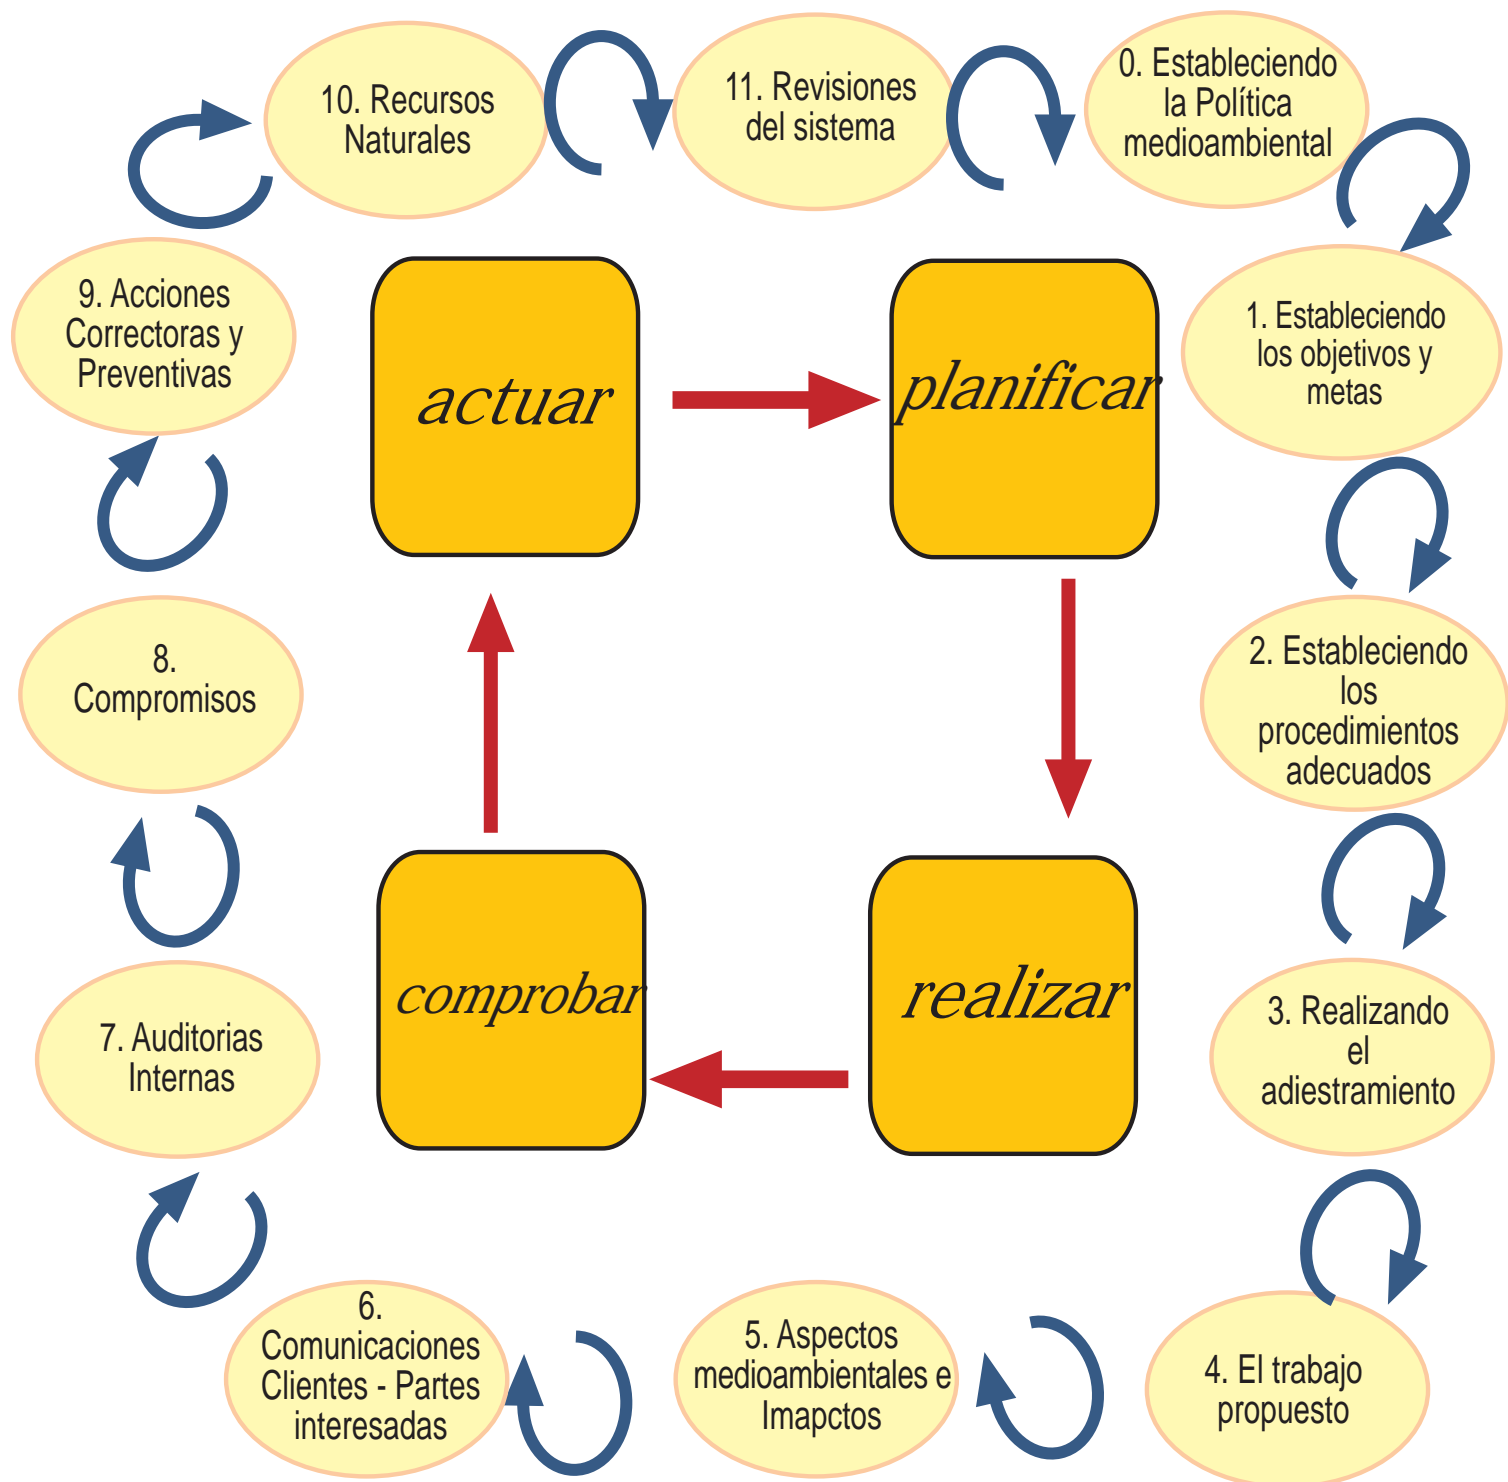 10. Recursos
Naturales
11. Revisiones
del sistema
0. Estableciendo
la Política
medioambiental
9. Acciones
Correctoras y
Preventivas
actuar
planificar
1. Estableciendo
los objetivos y
metas
8.
Compromisos
2. Estableciendo
los
procedimientos
adecuados
comprobar
realizar
7. Auditorias
Internas
3. Realizando
el
adiestramiento
6.
Comunicaciones
Clientes - Partes
interesadas
5. Aspectos
medioambientales e
Imapctos
4. El trabajo
propuesto